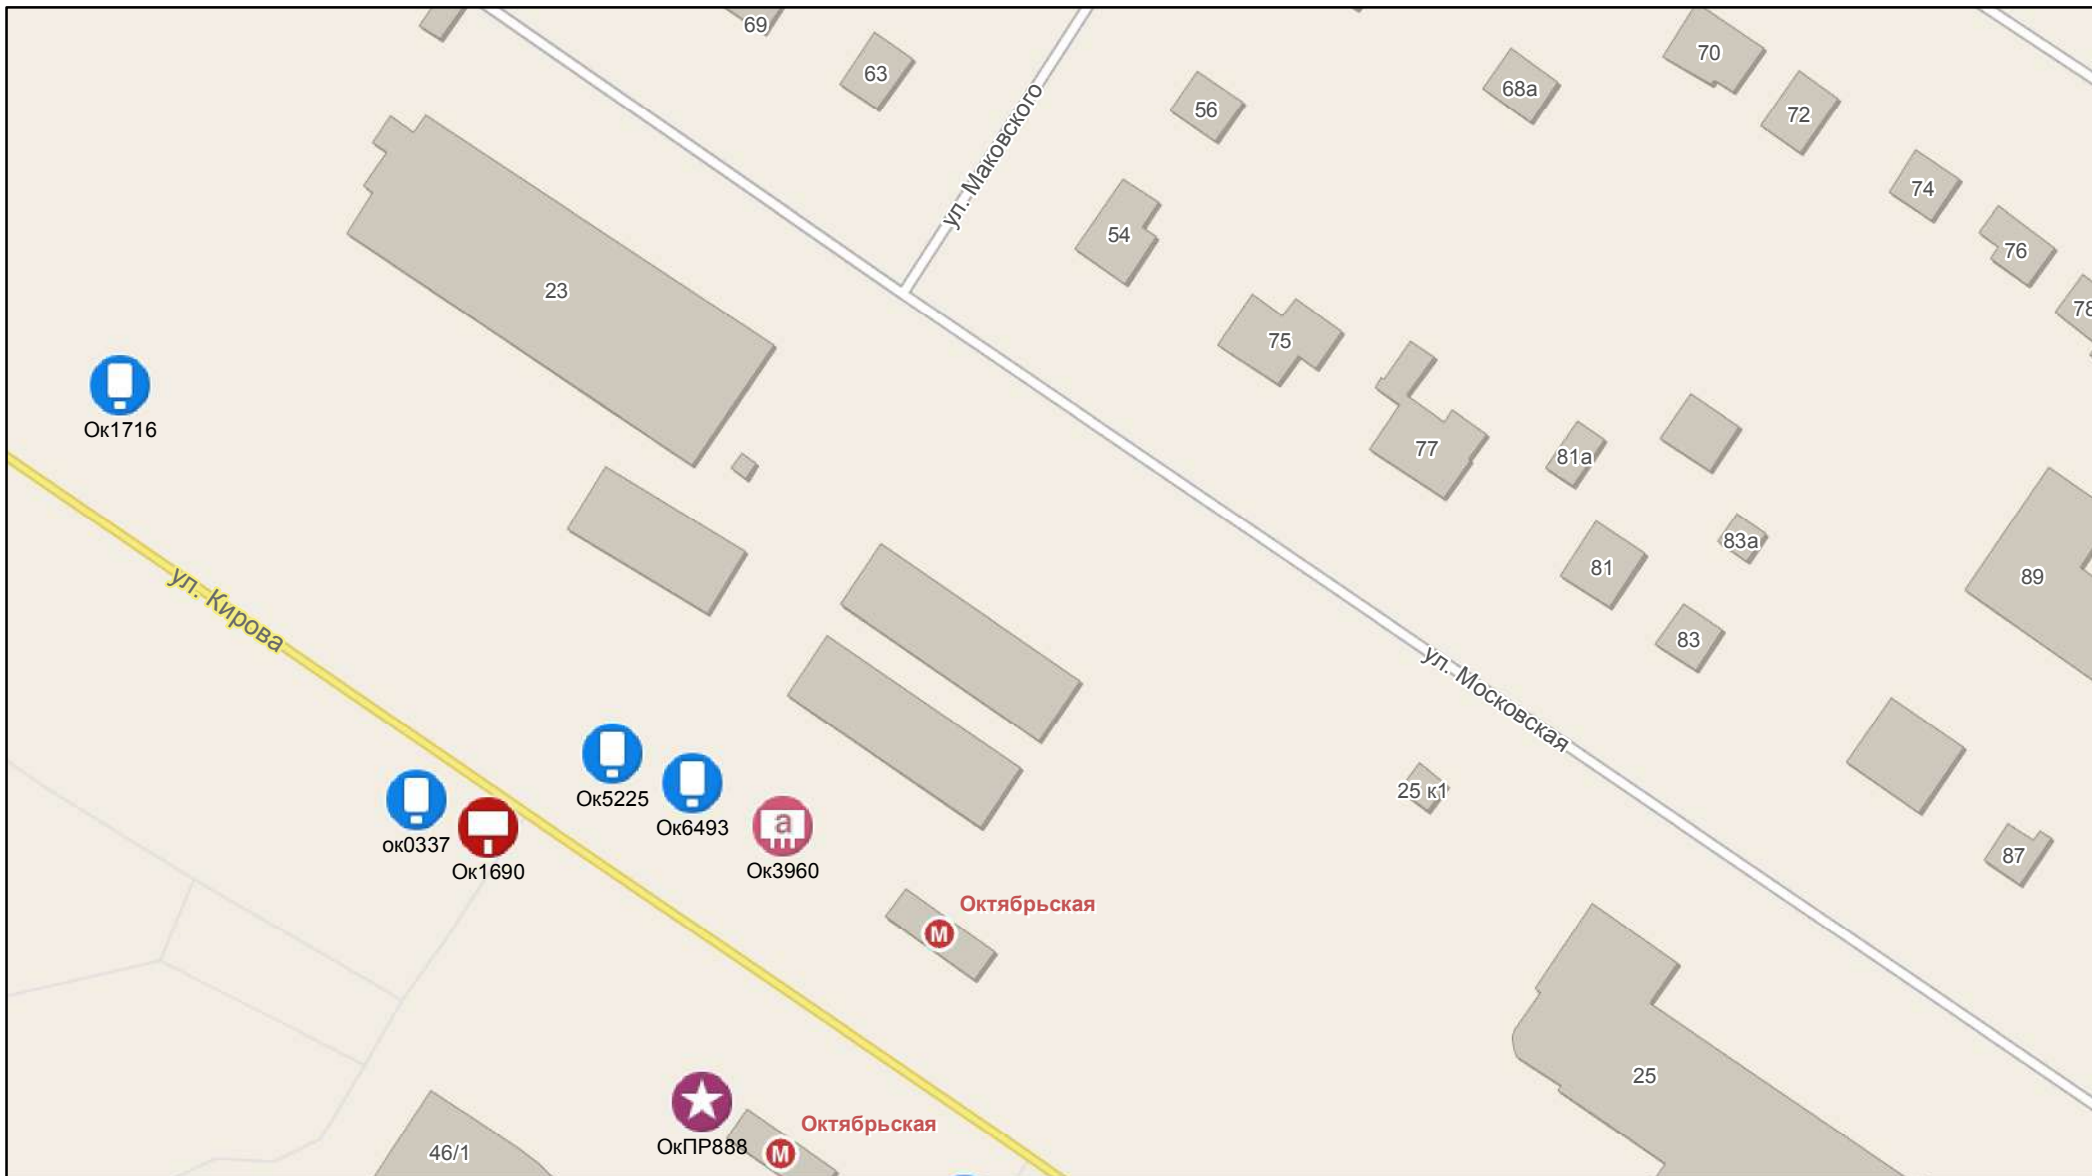 69
63
70
68а
72
56
ул. Маковского
74
54
76
23
78
75
Ок1716
77
81а
83а
81
89
ул. Кирова
83
ул. Московская
25 к1
Ок5225
Ок6493
ок0337
87
а
Ок3960
Ок1690
Октябрьская
М
25
ОкПР888
Октябрьская
М
46/1